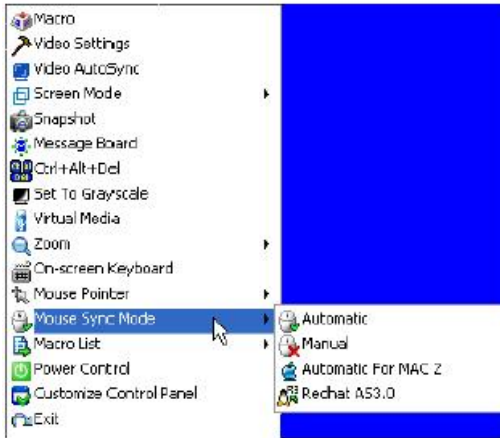 Macro
Video Settings
Video AutoSync
Screen Mode
Snapshot
Message Board
Ctrl+Alt+Del
Set To Grayscale
Virtual Media
Zoom
On-screen Keyboard
Mouse Pointer
Mouse Sync Mode
Automatic
Manual
Automatic For MAC 2
Redhat AS3.0
Macro List
Power Control
Customize Control Panel
Exit